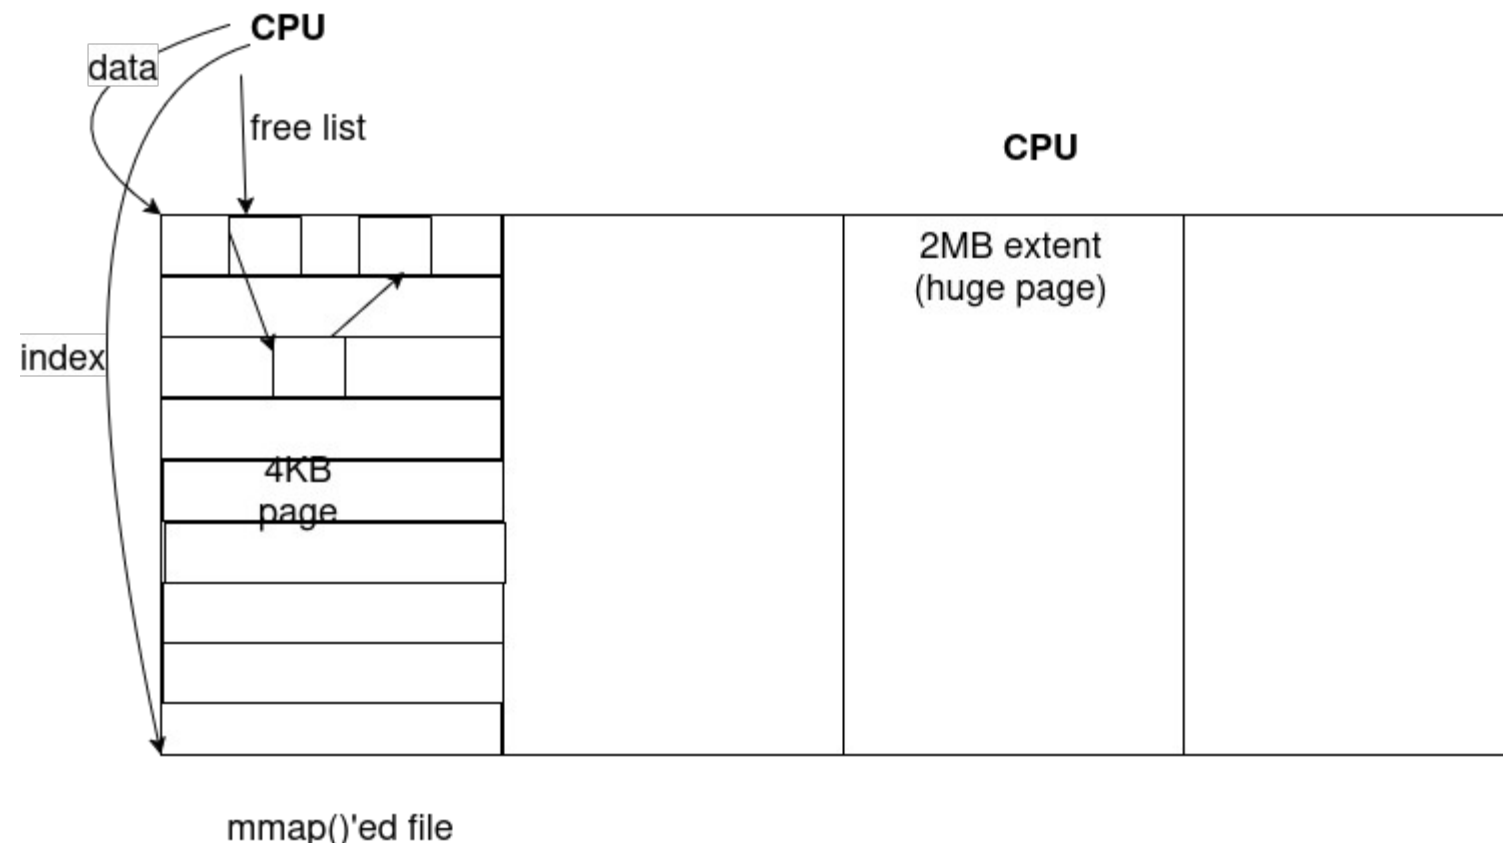 CPU
data
free list
CPU
2MB extent
(huge page)
index
4KB
page
mmap()'ed file